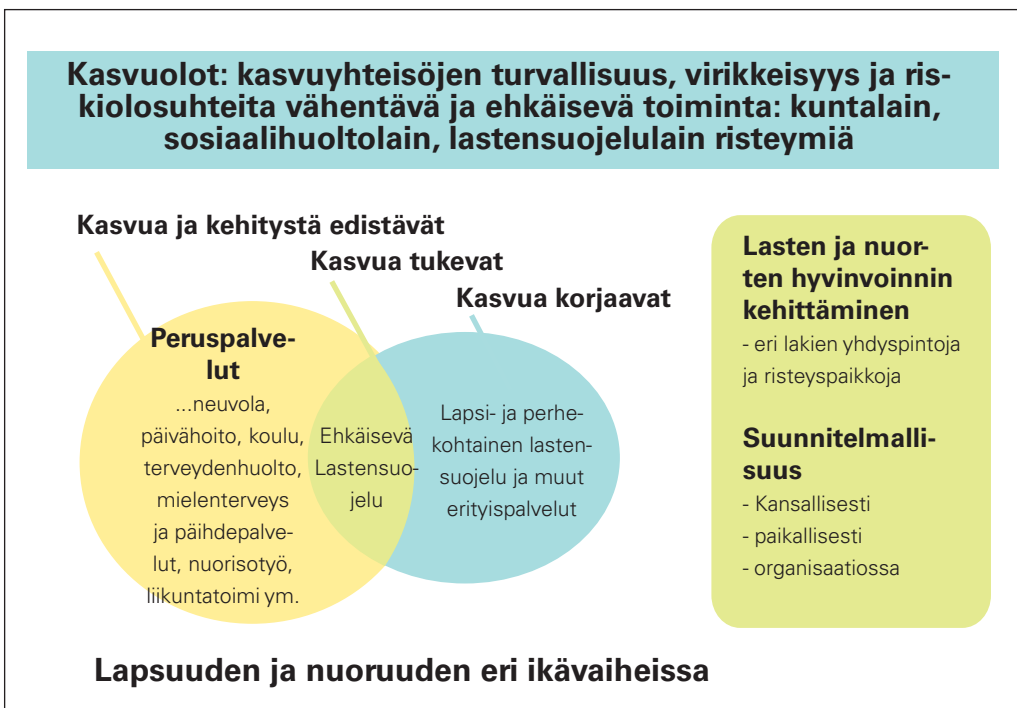 Kasvuolot: kasvuyhteisöjen turvallisuus, virikkeisyys ja ris-
kiolosuhteita vähentävä ja ehkäisevä toiminta: kuntalain,
sosiaalihuoltolain, lastensuojelulain risteymiä
Kasvua ja kehitystä edistävät
Kasvua tukevat
Kasvua korjaavat
Peruspalve-
lut
...neuvola,
päivähoito, koulu,
terveydenhuolto,
mielenterveys
ja päihdepalve-
lut, nuorisotyö,
liikuntatoimi ym.
Ehkäisevä
Lastensuo-
jelu
Lapsi- ja perhe-
kohtainen lasten-
suojelu ja muut
erityispalvelut
Lasten ja nuor-
ten hyvinvoinnin
kehittäminen
- eri lakien yhdyspintoja
ja risteyspaikkoja
Suunnitelmalli-
suus
- Kansallisesti
- paikallisesti
- organisaatiossa
Lapsuuden ja nuoruuden eri ikävaiheissa